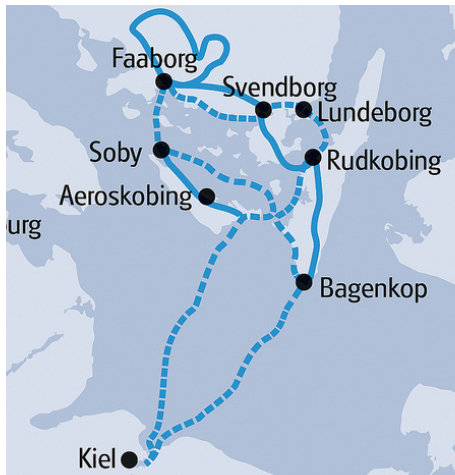 Faaborg
Svendborg
Lundeborg
Soby
Rudkobing
Aeroskobing
urg
Bagenkop
Kiel